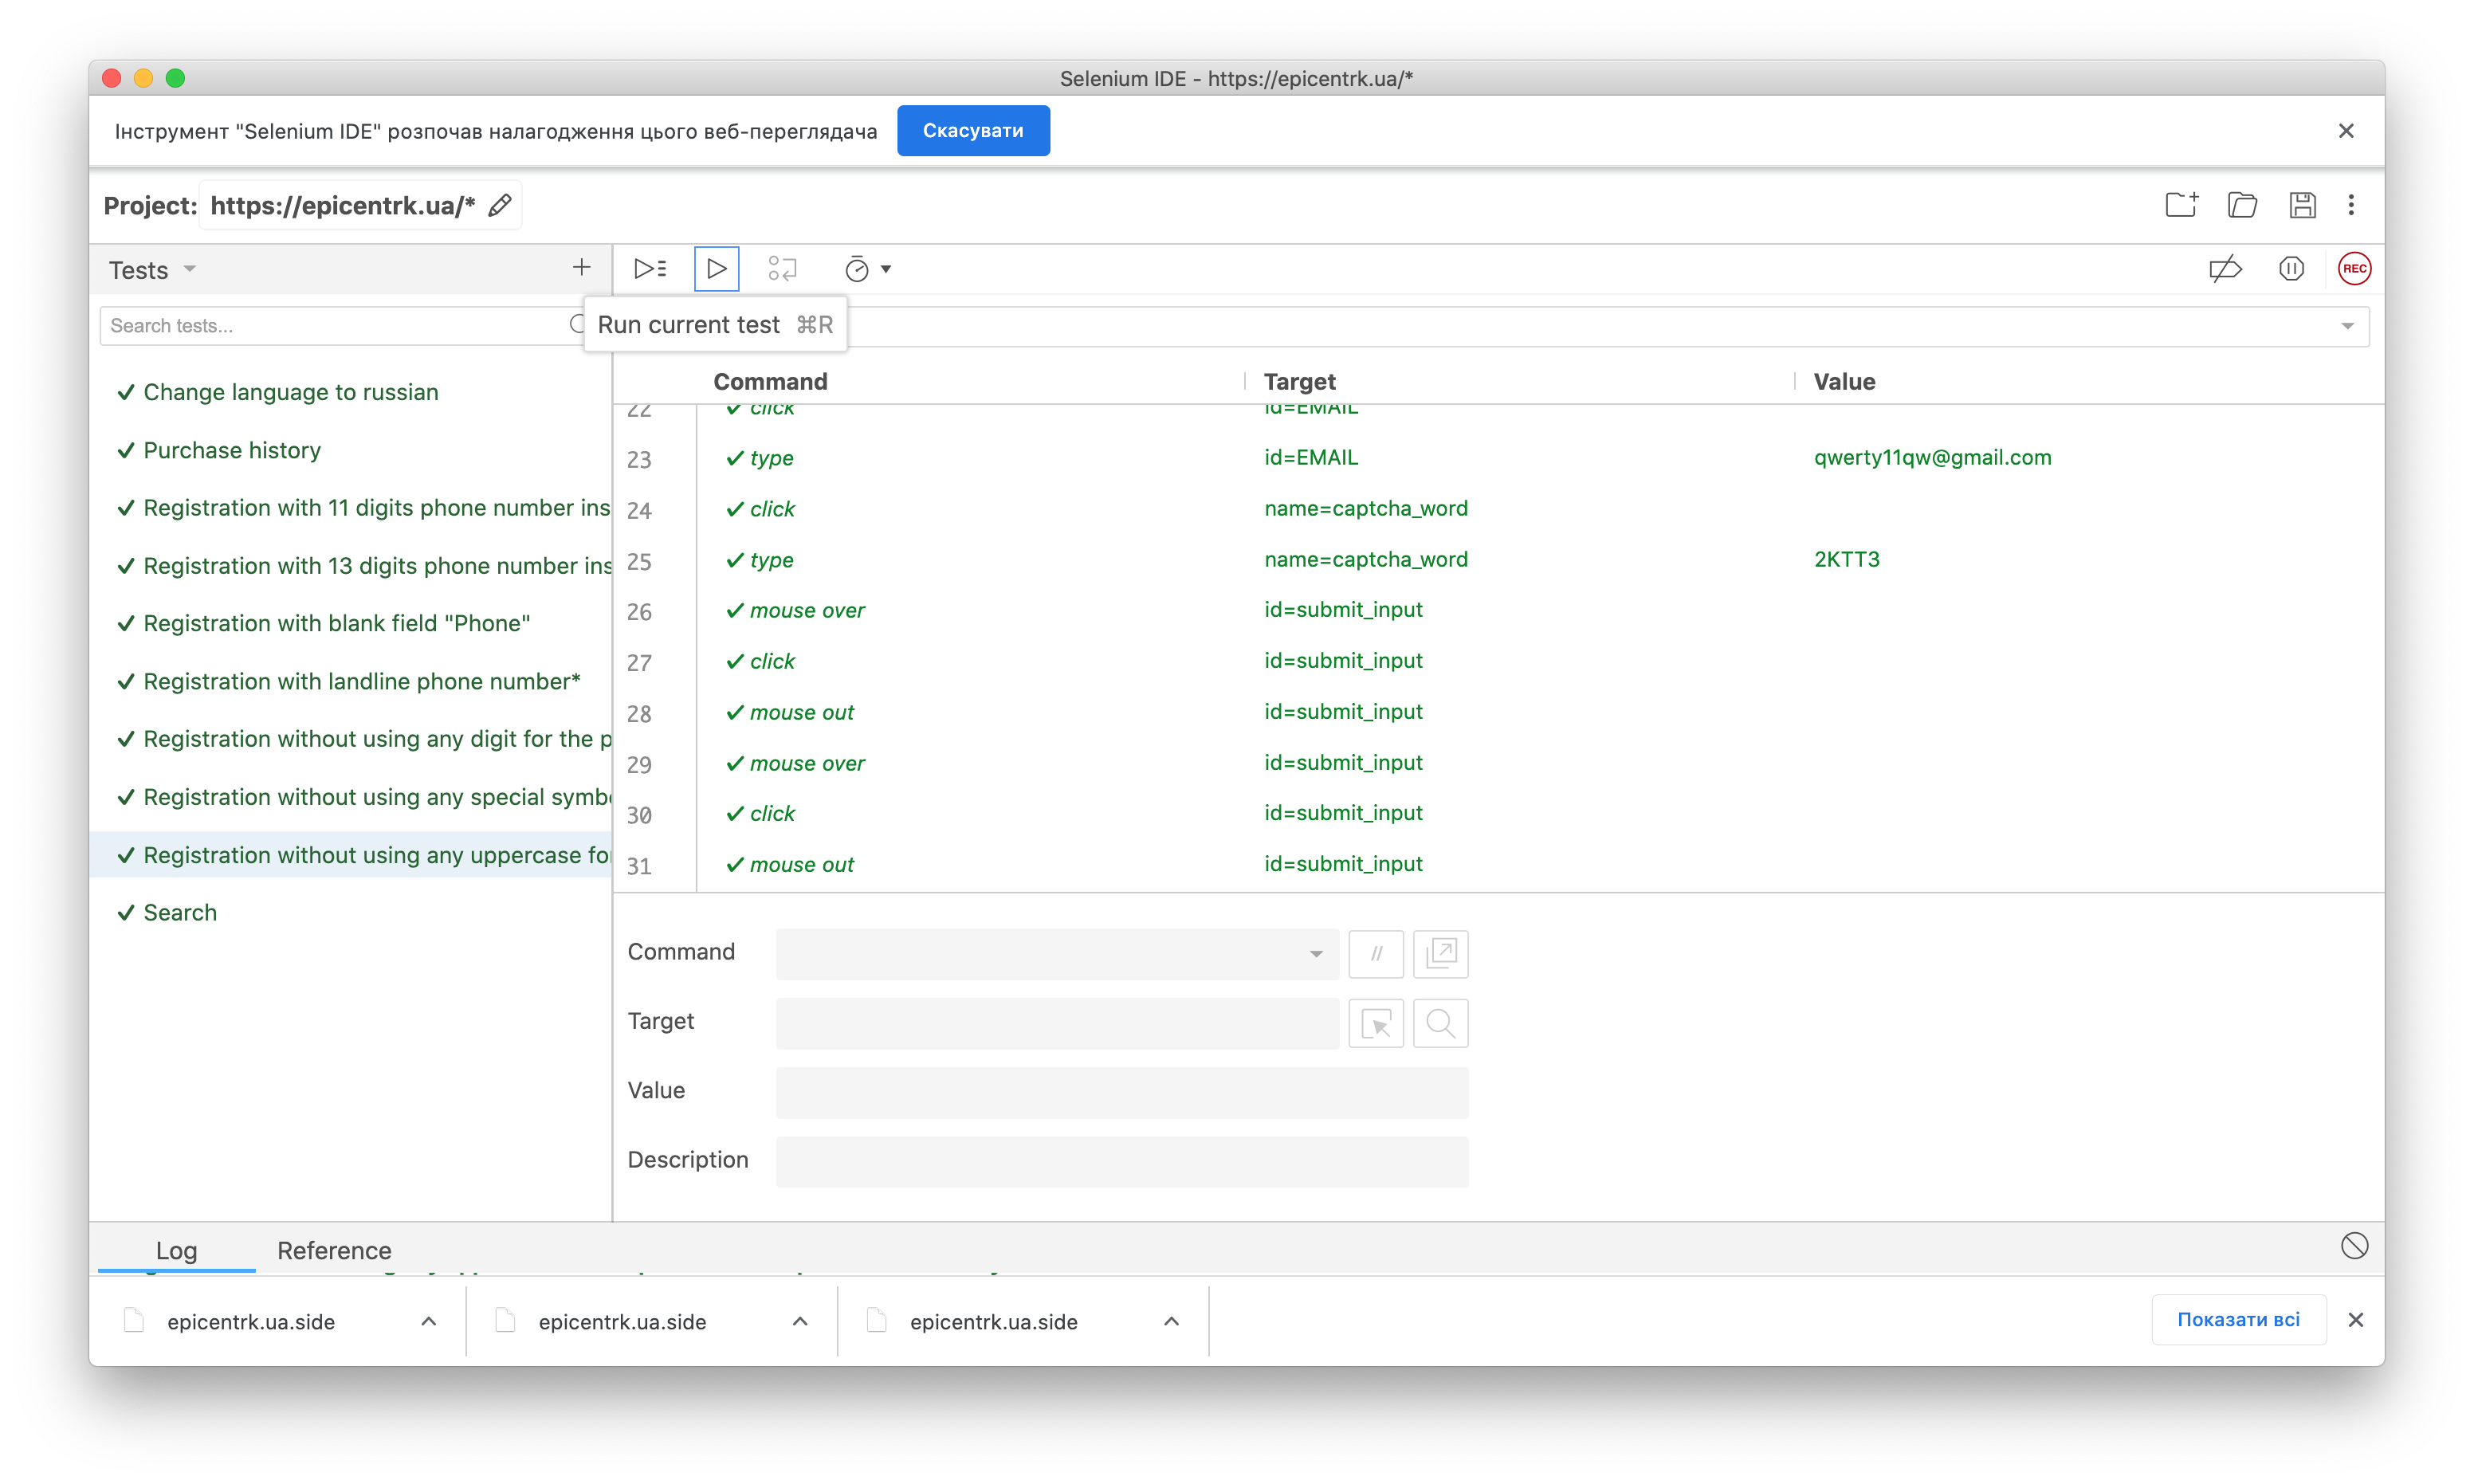 Selenium IDE - https://epicentrk.ua/*
Інструмент "Selenium IDE" розпочав налагодження цього веб-переглядача
Скасувати
Project: https://epicentrk.ua/*
Tests
REC
Search tests...
Run current test ⌘R
Command Target Value
22 click id=EMAIL
23 type id=EMAIL qwerty11qw@gmail.com
24 click name=captcha_word
25 type name=captcha_word 2KTT3
26 mouse over id=submit_input
27 click id=submit_input
28 mouse out id=submit_input
29 mouse over id=submit_input
30 click id=submit_input
31 mouse out id=submit_input
Change language to russian
Purchase history
Registration with 11 digits phone number ins
Registration with 13 digits phone number ins
Registration with blank field "Phone"
Registration with landline phone number*
Registration without using any digit for the p
Registration without using any special symb
Registration without using any uppercase fo
Search
Command
//
Target
Value
Description
Log Reference
epicentrk.ua.side
epicentrk.ua.side
epicentrk.ua.side
Показати всі